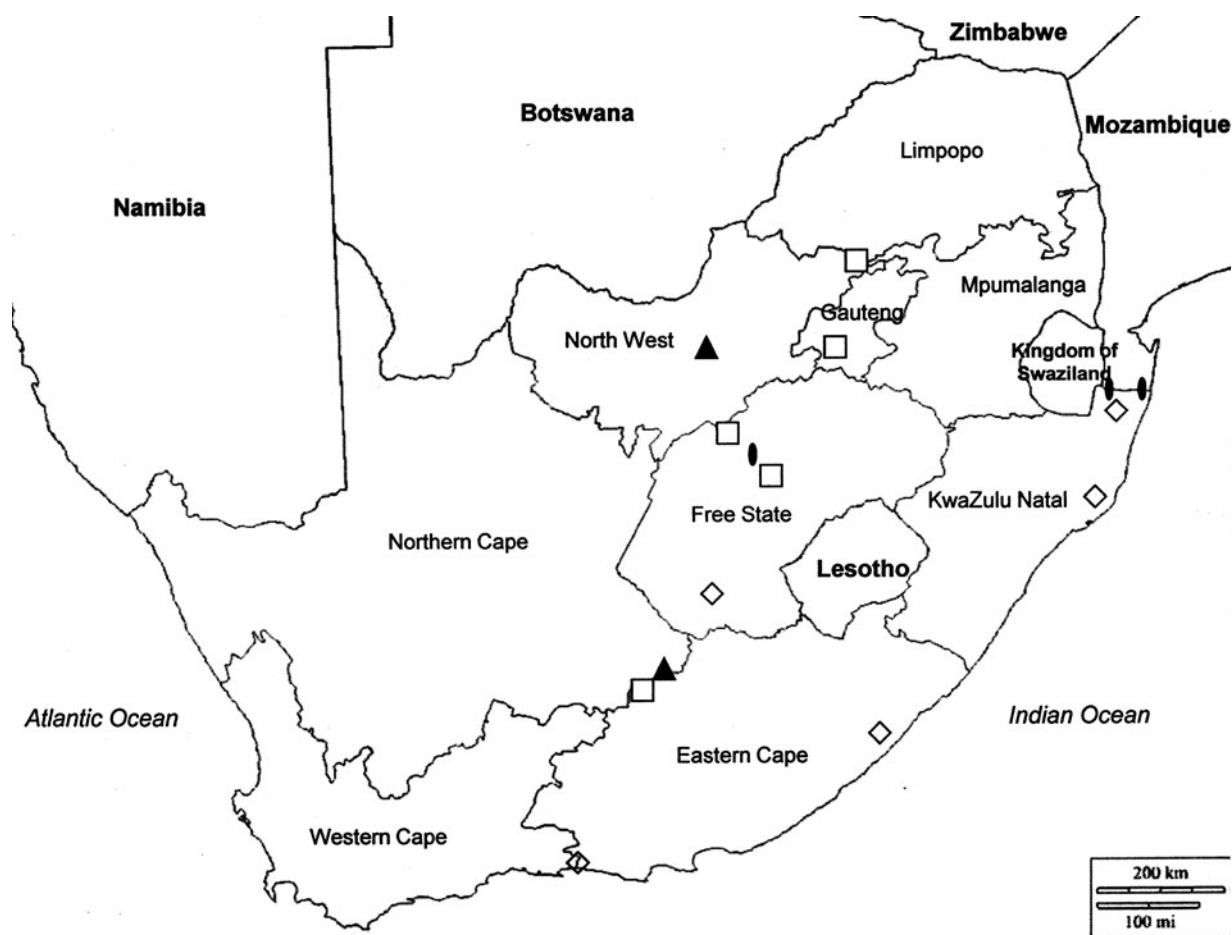 Zimbabwe
Botswana
Mozambique
Limpopo
Namibia
Mpumalanga
Gauteng
North West
Kingdom of
Swaziland
KwaZulu Natal
Free State
Northern Cape
Lesotho
Atlantic Ocean
Indian Ocean
Eastern Cape
Western Cape
200 km
100 mi